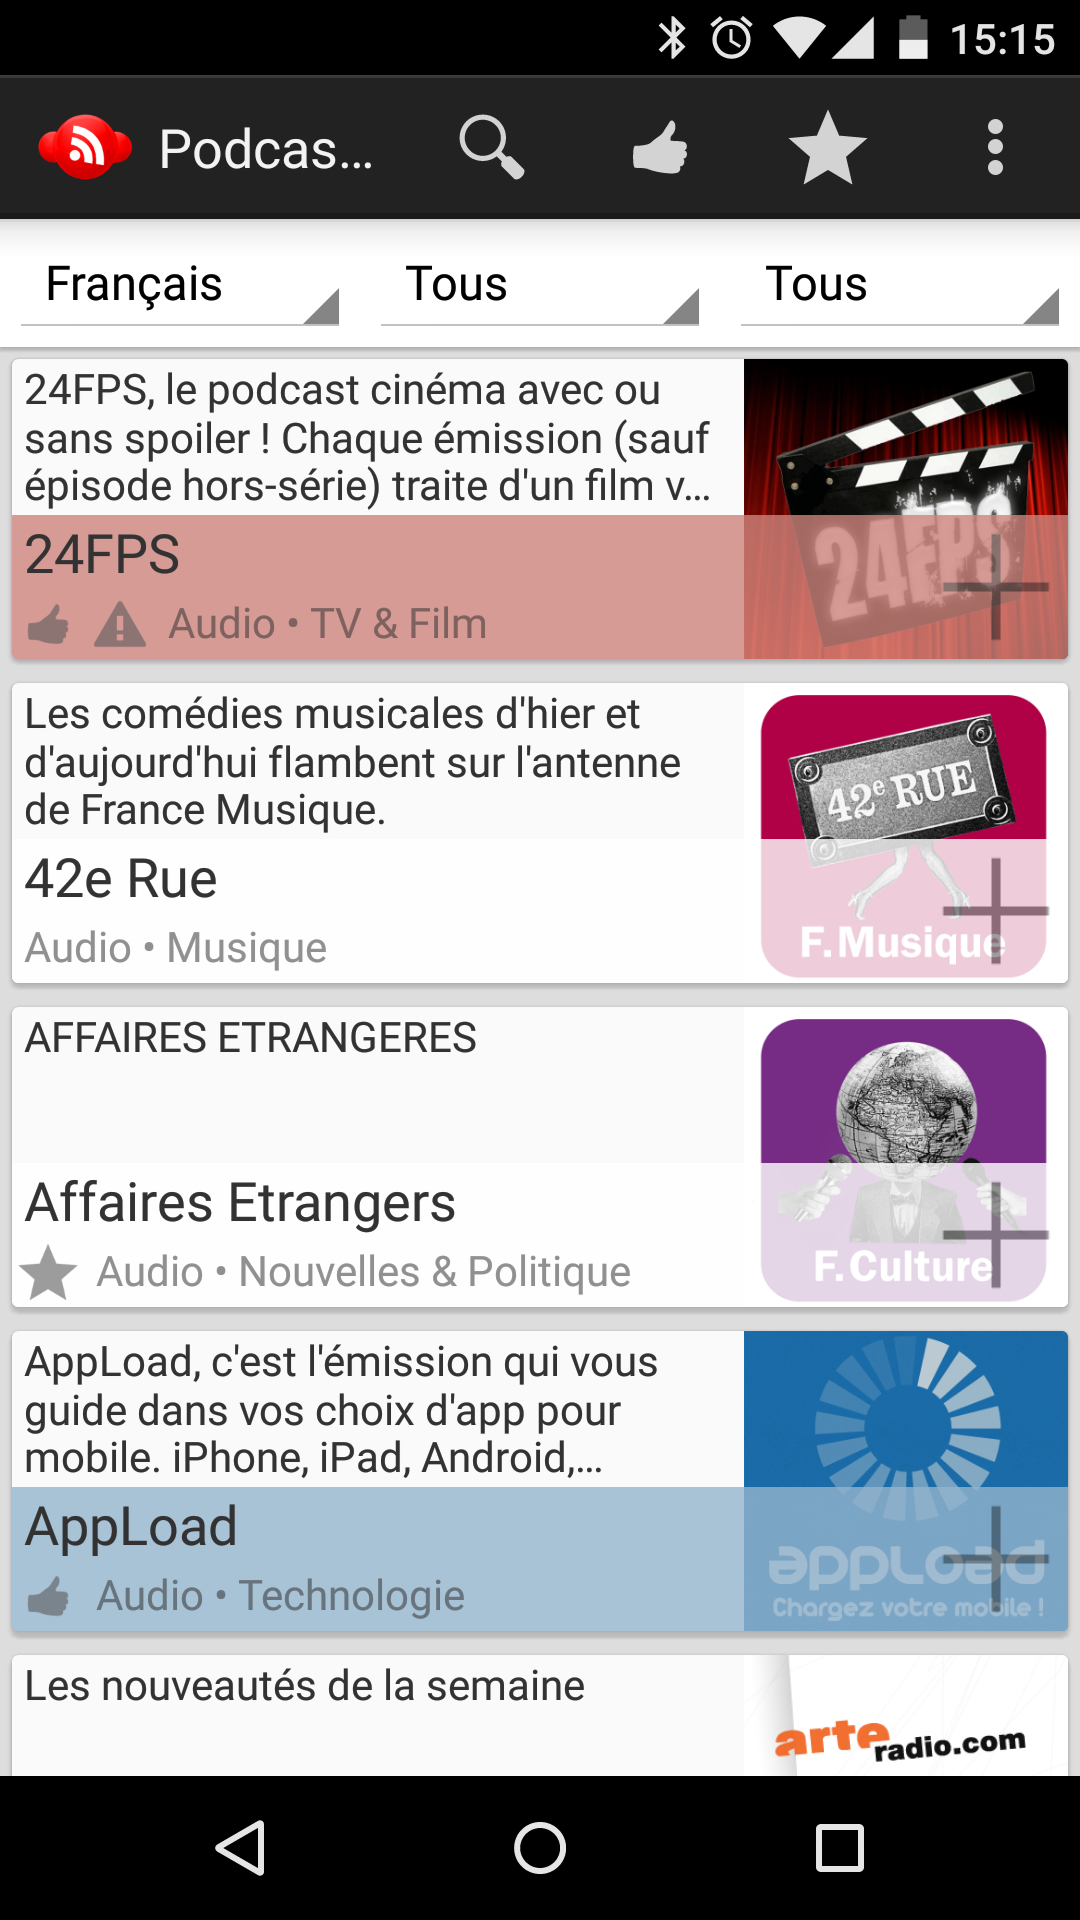 15:15
Podcas…
Français
Tous
Tous
24FPS, le podcast cinéma avec ou
sans spoiler ! Chaque émission (sauf
épisode hors-série) traite d'un film v…
24FPS
24FPS
Audio • TV & Film
Les comédies musicales d'hier et
d'aujourd'hui flambent sur l'antenne
de France Musique.
42e RUE
42e Rue
F.Musique
Audio • Musique
AFFAIRES ETRANGERES
Affaires Etrangers
F.Culture
Audio • Nouvelles & Politique
AppLoad, c'est l'émission qui vous
guide dans vos choix d'app pour
mobile. iPhone, iPad, Android,…
AppLoad
appLoad
Chargez votre mobile !
Audio • Technologie
Les nouveautés de la semaine
arte
radio.com